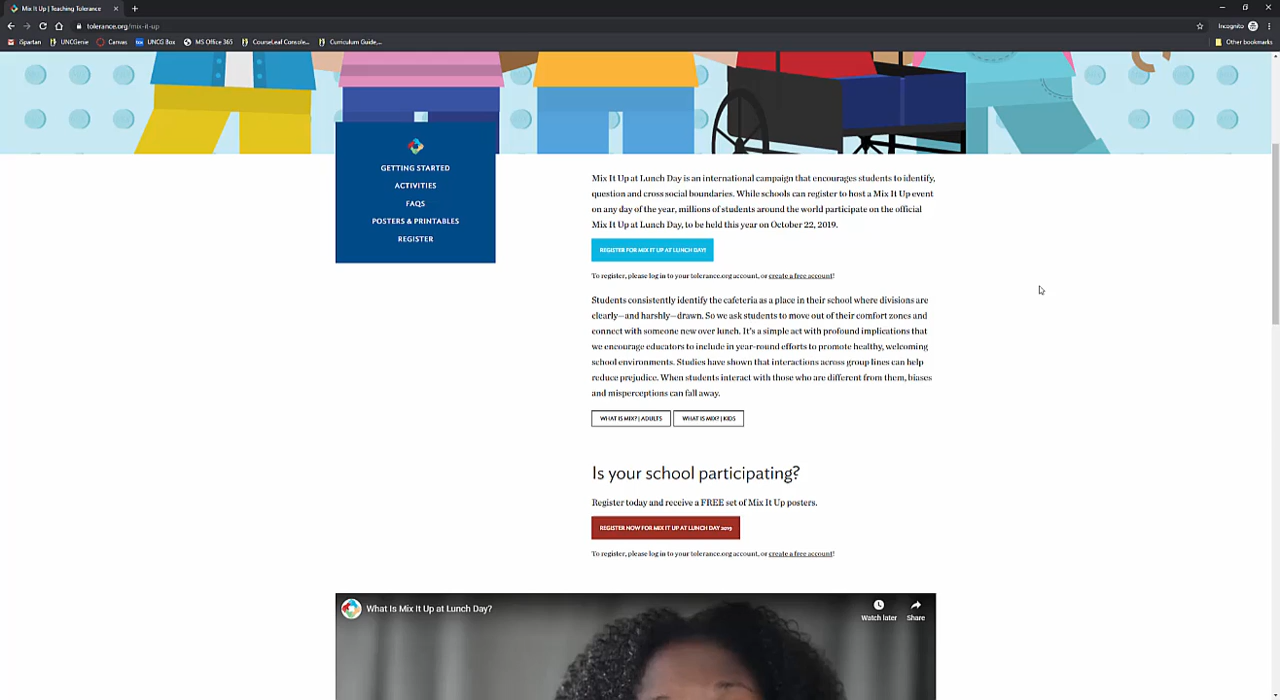 Mix It Up | Teaching Tolerance
tolerance.org/mix-it-up
Incognito
iSpartan
UNCGenie
Canvas
UNCG Box
MS Office 365
CourseLeaf Console...
Curriculum Guide,...
Other bookmarks
GETTING STARTED
ACTIVITIES
FAQS
POSTERS & PRINTABLES
REGISTER
Mix It Up at Lunch Day is an international campaign that encourages students to identify,
question and cross social boundaries. While schools can register to host a Mix It Up event
on any day of the year, millions of students around the world participate on the official
Mix It Up at Lunch Day, to be held this year on October 22, 2019.
REGISTER FOR MIX IT UP AT LUNCH DAY!
To register, please log in to your tolerance.org account, or create a free account!
Students consistently identify the cafeteria as a place in their school where divisions are
clearly—and harshly—drawn. So we ask students to move out of their comfort zones and
connect with someone new over lunch. It's a simple act with profound implications that
we encourage educators to include in year-round efforts to promote healthy, welcoming
school environments. Studies have shown that interactions across group lines can help
reduce prejudice. When students interact with those who are different from them, biases
and misperceptions can fall away.
WHAT IS MIX? | ADULTS
WHAT IS MIX? | KIDS
Is your school participating?
Register today and receive a FREE set of Mix It Up posters.
REGISTER NOW FOR MIX IT UP AT LUNCH DAY 2019
To register, please log in to your tolerance.org account, or create a free account!
What Is Mix It Up at Lunch Day?
Watch later
Share